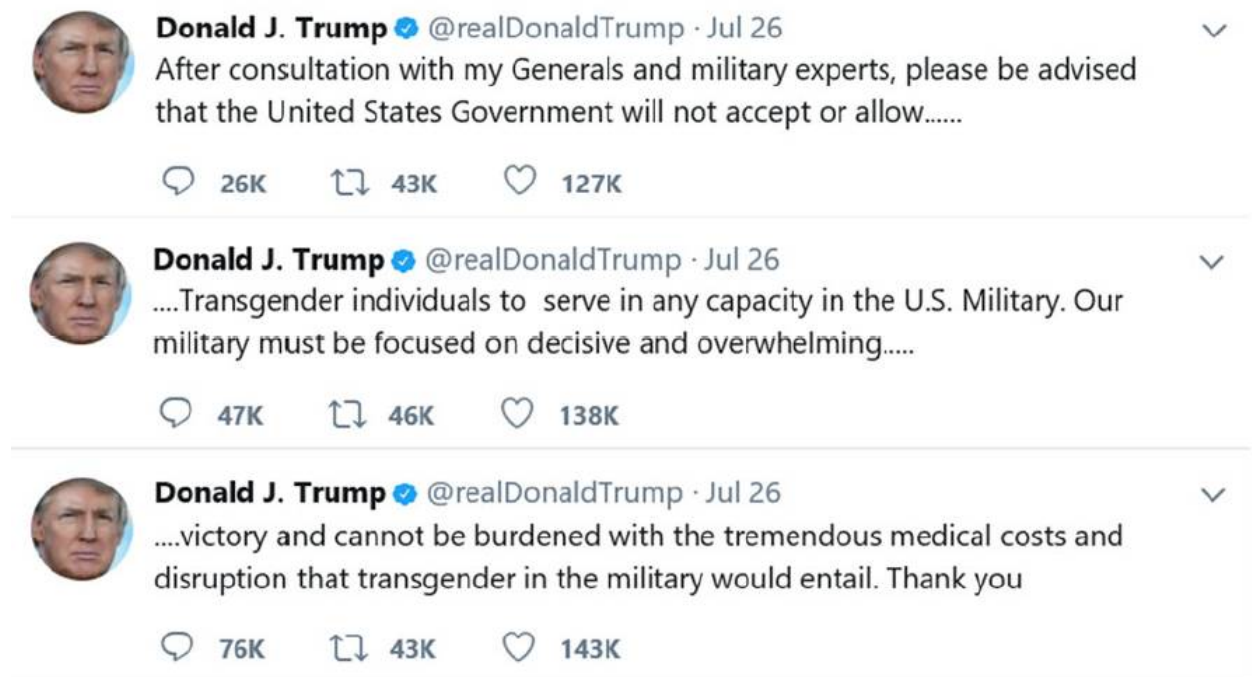 Donald J. Trump @realDonaldTrump · Jul 26
After consultation with my Generals and military experts, please be advised
that the United States Government will not accept or allow......
26K 43K 127K
Donald J. Trump @realDonaldTrump · Jul 26
....Transgender individuals to  serve in any capacity in the U.S. Military. Our
military must be focused on decisive and overwhelming.....
47K 46K 138K
Donald J. Trump @realDonaldTrump · Jul 26
....victory and cannot be burdened with the tremendous medical costs and
disruption that transgender in the military would entail. Thank you
76K 43K 143K